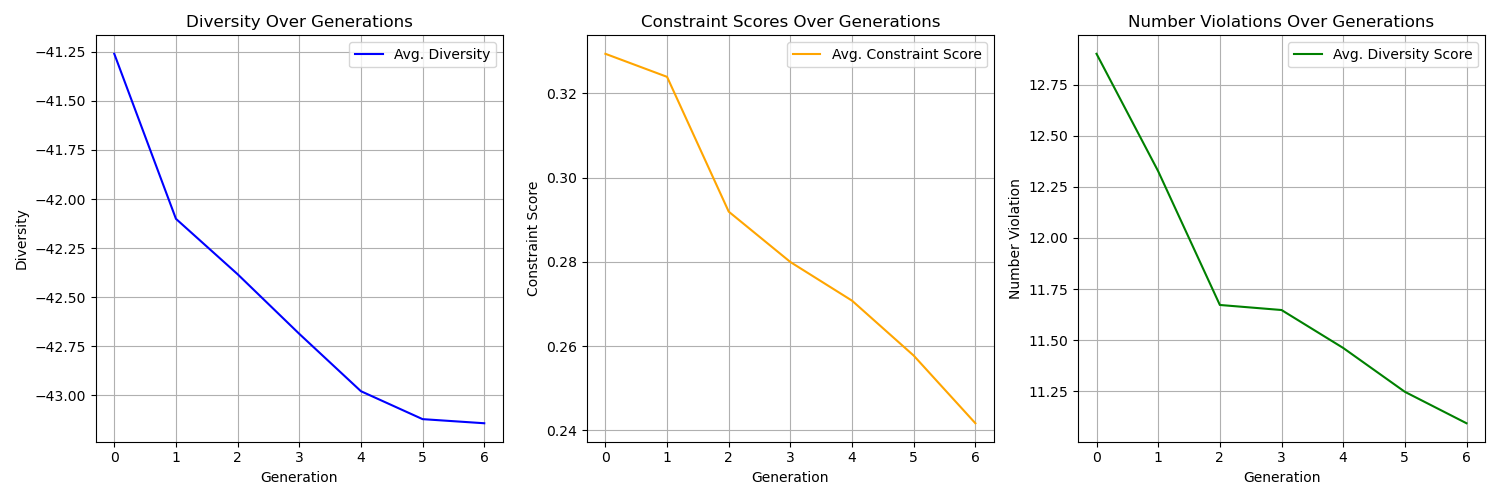 Diversity Over Generations
Avg. Diversity
−41.25
−41.50
−41.75
−42.00
−42.25
−42.50
−42.75
−43.00
Diversity
0 1 2 3 4 5 6
Generation
Constraint Scores Over Generations
Avg. Constraint Score
0.32
0.30
0.28
0.26
0.24
Constraint Score
0 1 2 3 4 5 6
Generation
Number Violations Over Generations
Avg. Diversity Score
12.75
12.50
12.25
12.00
11.75
11.50
11.25
Number Violation
0 1 2 3 4 5 6
Generation